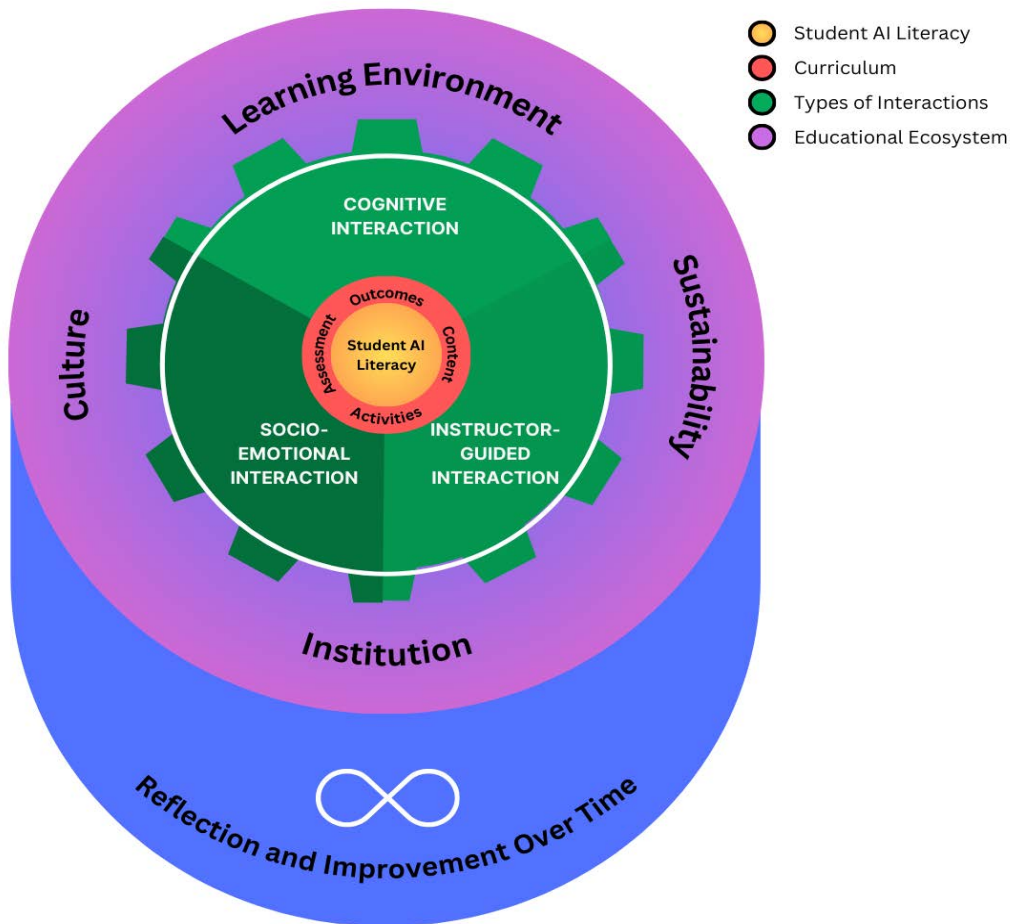 Student AI Literacy
Curriculum
Types of Interactions
Educational Ecosystem
Learning Environment
Culture
Sustainability
Institution
COGNITIVE
INTERACTION
SOCIO-
EMOTIONAL
INTERACTION
INSTRUCTOR-
GUIDED
INTERACTION
Outcomes
Assessment
Content
Activities
Student AI
Literacy
Reflection and Improvement Over Time